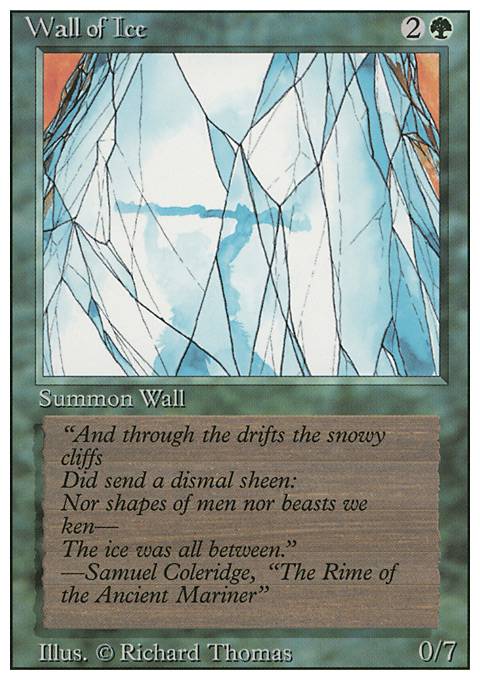 Wall of Ice 2
Summon Wall
“And through the drifts the snowy
cliffs
Did send a dismal sheen:
Nor shapes of men nor beasts we
ken—
The ice was all between.”
—Samuel Coleridge, “The Rime of
the Ancient Mariner”
Illus. © Richard Thomas 0/7